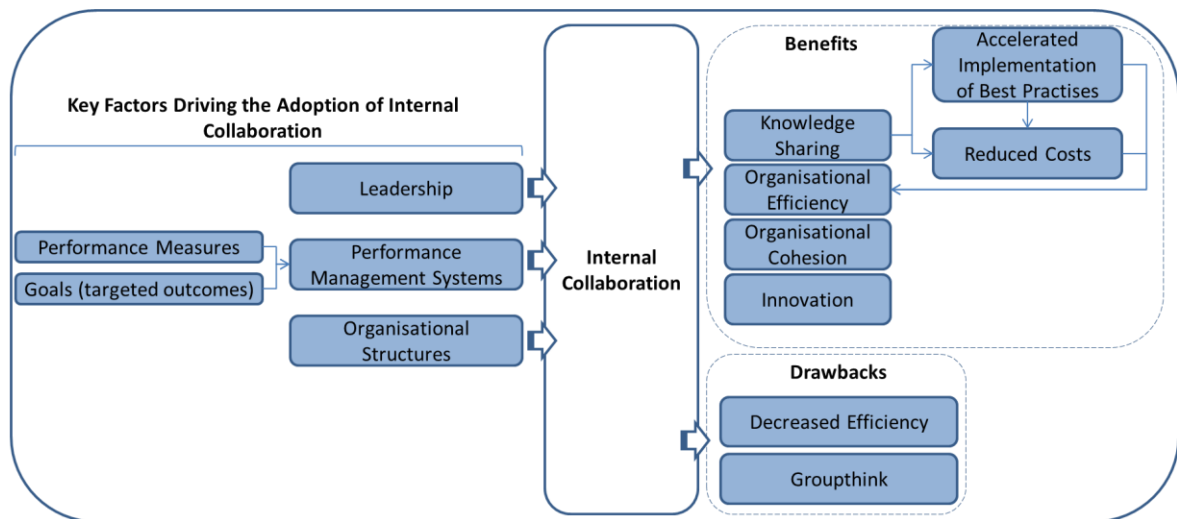 Key Factors Driving the Adoption of Internal
Collaboration
Leadership
Performance Measures
Goals (targeted outcomes)
Performance
Management Systems
Organisational
Structures
Internal
Collaboration
Benefits
Knowledge
Sharing
Accelerated
Implementation
of Best Practises
Reduced Costs
Organisational
Efficiency
Organisational
Cohesion
Innovation
Drawbacks
Decreased Efficiency
Groupthink